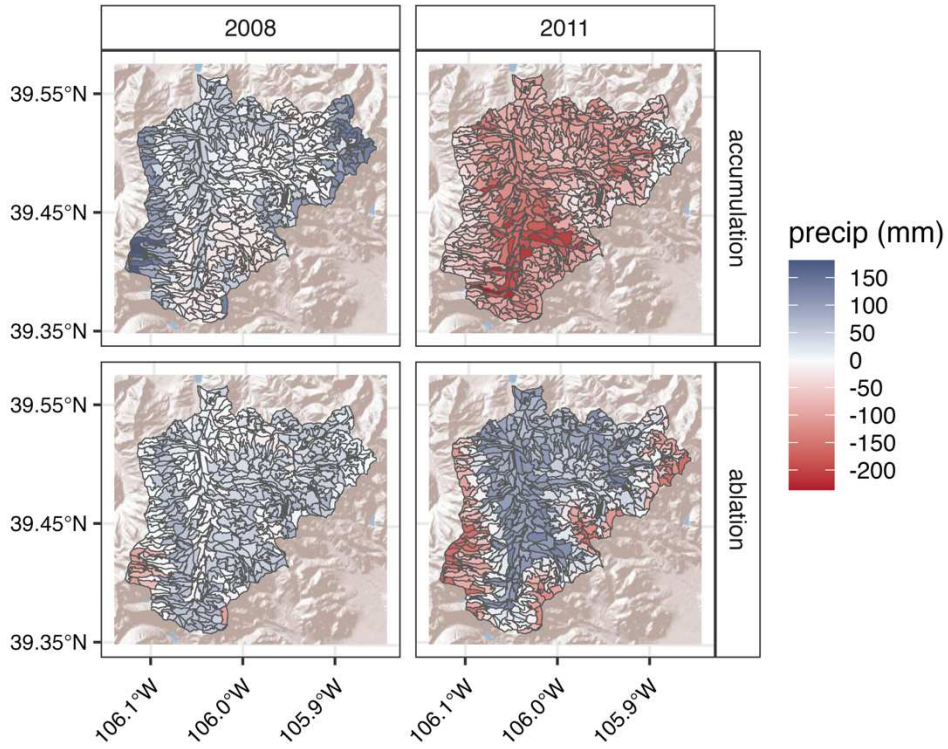 2008
2011
39.55°N
39.45°N
39.35°N
accumulation
39.55°N
39.45°N
39.35°N
ablation
106.1°W
106.0°W
105.9°W
106.1°W
106.0°W
105.9°W
precip (mm)
150
100
50
0
-50
-100
-150
-200